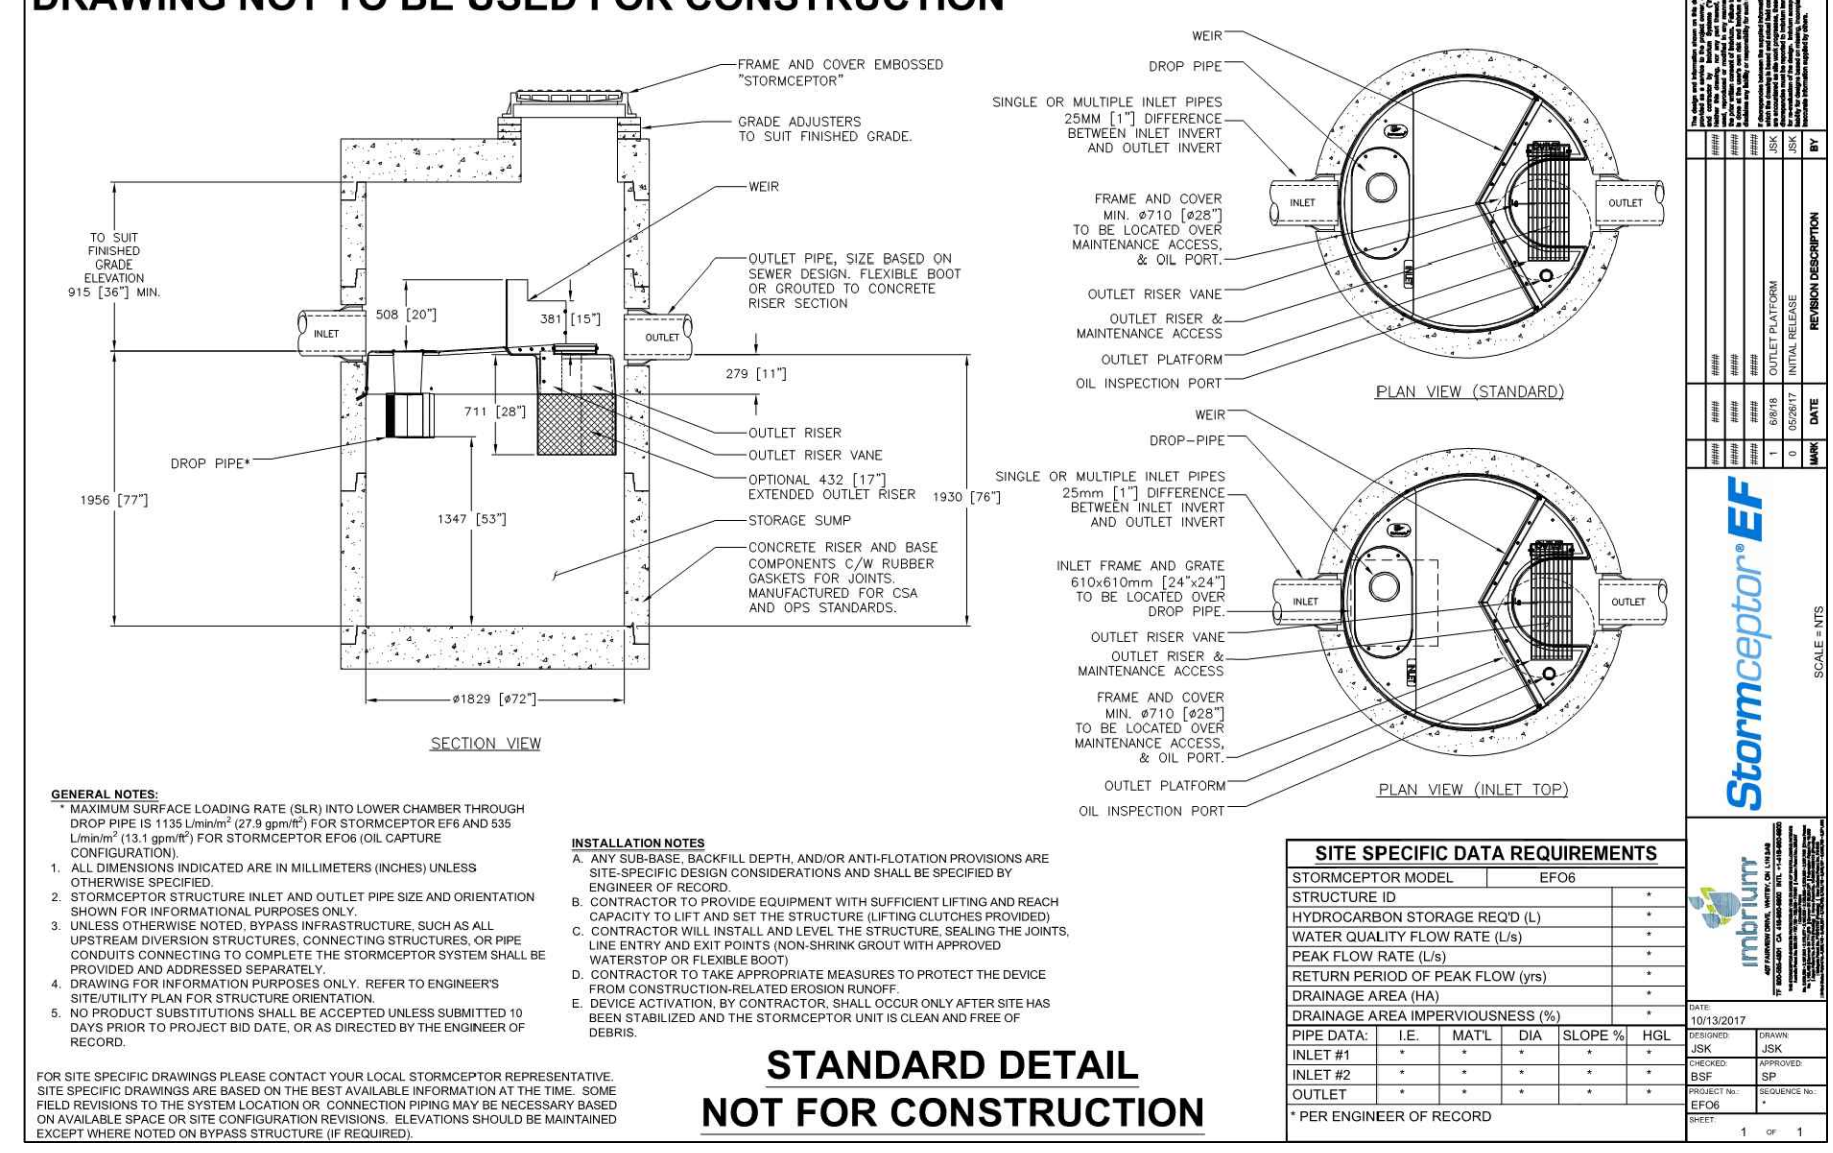 DRAWING NOT TO BE USED FOR CONSTRUCTION
FRAME AND COVER EMBOSSED
"STORMCEPTOR"
GRADE ADJUSTERS
TO SUIT FINISHED GRADE.
WEIR
TO SUIT
FINISHED
GRADE
ELEVATION
915 [36"] MIN.
OUTLET PIPE, SIZE BASED ON
SEWER DESIGN. FLEXIBLE BOOT
OR GROUTED TO CONCRETE
RISER SECTION
508 [20"]
381 [15"]
INLET
OUTLET
279 [11"]
711 [28"]
OUTLET RISER
OUTLET RISER VANE
DROP PIPE*
OPTIONAL 432 [17"]
EXTENDED OUTLET RISER
1956 [77"]
1930 [76"]
1347 [53"]
STORAGE SUMP
CONCRETE RISER AND BASE
COMPONENTS C/W RUBBER
GASKETS FOR JOINTS.
MANUFACTURED FOR CSA
AND OPS STANDARDS.
ø1829 [ø72"]
SECTION VIEW
WEIR
DROP PIPE
SINGLE OR MULTIPLE INLET PIPES
25MM [1"] DIFFERENCE
BETWEEN INLET INVERT
AND OUTLET INVERT
FRAME AND COVER
MIN. ø710 [ø28"]
TO BE LOCATED OVER
MAINTENANCE ACCESS,
& OIL PORT.
OUTLET RISER VANE
OUTLET RISER &
MAINTENANCE ACCESS
OUTLET PLATFORM
OIL INSPECTION PORT
INLET
INLET
OUTLET
PLAN VIEW (STANDARD)
WEIR
DROP-PIPE
SINGLE OR MULTIPLE INLET PIPES
25mm [1"] DIFFERENCE
BETWEEN INLET INVERT
AND OUTLET INVERT
INLET FRAME AND GRATE
610x610mm [24"x24"]
TO BE LOCATED OVER
DROP PIPE.
OUTLET RISER VANE
OUTLET RISER &
MAINTENANCE ACCESS
FRAME AND COVER
MIN. ø710 [ø28"]
TO BE LOCATED OVER
MAINTENANCE ACCESS,
& OIL PORT.
OUTLET PLATFORM
OIL INSPECTION PORT
INLET
INLET
OUTLET
PLAN VIEW (INLET TOP)
GENERAL NOTES:
* MAXIMUM SURFACE LOADING RATE (SLR) INTO LOWER CHAMBER THROUGH
DROP PIPE IS 1135 L/min/m² (27.9 gpm/ft²) FOR STORMCEPTOR EF6 AND 535
L/min/m² (13.1 gpm/ft²) FOR STORMCEPTOR EFO6 (OIL CAPTURE
CONFIGURATION).
1. ALL DIMENSIONS INDICATED ARE IN MILLIMETERS (INCHES) UNLESS
OTHERWISE SPECIFIED.
2. STORMCEPTOR STRUCTURE INLET AND OUTLET PIPE SIZE AND ORIENTATION
SHOWN FOR INFORMATIONAL PURPOSES ONLY.
3. UNLESS OTHERWISE NOTED, BYPASS INFRASTRUCTURE, SUCH AS ALL
UPSTREAM DIVERSION STRUCTURES, CONNECTING STRUCTURES, OR PIPE
CONDUITS CONNECTING TO COMPLETE THE STORMCEPTOR SYSTEM SHALL BE
PROVIDED AND ADDRESSED SEPARATELY.
4. DRAWING FOR INFORMATION PURPOSES ONLY. REFER TO ENGINEER'S
SITE/UTILITY PLAN FOR STRUCTURE ORIENTATION.
5. NO PRODUCT SUBSTITUTIONS SHALL BE ACCEPTED UNLESS SUBMITTED 10
DAYS PRIOR TO PROJECT BID DATE, OR AS DIRECTED BY THE ENGINEER OF
RECORD.
INSTALLATION NOTES
A. ANY SUB-BASE, BACKFILL DEPTH, AND/OR ANTI-FLOTATION PROVISIONS ARE
SITE-SPECIFIC DESIGN CONSIDERATIONS AND SHALL BE SPECIFIED BY
ENGINEER OF RECORD.
B. CONTRACTOR TO PROVIDE EQUIPMENT WITH SUFFICIENT LIFTING AND REACH
CAPACITY TO LIFT AND SET THE STRUCTURE (LIFTING CLUTCHES PROVIDED)
C. CONTRACTOR WILL INSTALL AND LEVEL THE STRUCTURE, SEALING THE JOINTS,
LINE ENTRY AND EXIT POINTS (NON-SHRINK GROUT WITH APPROVED
WATERSTOP OR FLEXIBLE BOOT)
D. CONTRACTOR TO TAKE APPROPRIATE MEASURES TO PROTECT THE DEVICE
FROM CONSTRUCTION-RELATED EROSION RUNOFF.
E. DEVICE ACTIVATION, BY CONTRACTOR, SHALL OCCUR ONLY AFTER SITE HAS
BEEN STABILIZED AND THE STORMCEPTOR UNIT IS CLEAN AND FREE OF
DEBRIS.
FOR SITE SPECIFIC DRAWINGS PLEASE CONTACT YOUR LOCAL STORMCEPTOR REPRESENTATIVE.
SITE SPECIFIC DRAWINGS ARE BASED ON THE BEST AVAILABLE INFORMATION AT THE TIME. SOME
FIELD REVISIONS TO THE SYSTEM LOCATION OR CONNECTION PIPING MAY BE NECESSARY BASED
ON AVAILABLE SPACE OR SITE CONFIGURATION REVISIONS. ELEVATIONS SHOULD BE MAINTAINED
EXCEPT WHERE NOTED ON BYPASS STRUCTURE (IF REQUIRED).
STANDARD DETAIL
NOT FOR CONSTRUCTION
SITE SPECIFIC DATA REQUIREMENTS
STORMCEPTOR MODEL EFO6
STRUCTURE ID *
HYDROCARBON STORAGE REQ'D (L) *
WATER QUALITY FLOW RATE (L/s) *
PEAK FLOW RATE (L/s) *
RETURN PERIOD OF PEAK FLOW (yrs) *
DRAINAGE AREA (HA) *
DRAINAGE AREA IMPERVIOUSNESS (%) *
PIPE DATA: I.E. MAT'L DIA SLOPE % HGL
INLET #1 * * * * *
INLET #2 * * * * *
OUTLET * * * * *
* PER ENGINEER OF RECORD
#### #### #### ####
#### #### #### ####
#### #### #### ####
1 6/8/18 OUTLET PLATFORM JSK
0 05/26/17 INITIAL RELEASE JSK
MARK DATE REVISION DESCRIPTION BY
Stormceptor® EF
SCALE = NTS
imbrium
DATE:
10/13/2017
DESIGNED: DRAWN:
JSK JSK
CHECKED: APPROVED:
BSF SP
PROJECT No.: SEQUENCE No.:
EFO6 *
SHEET:
1 OF 1